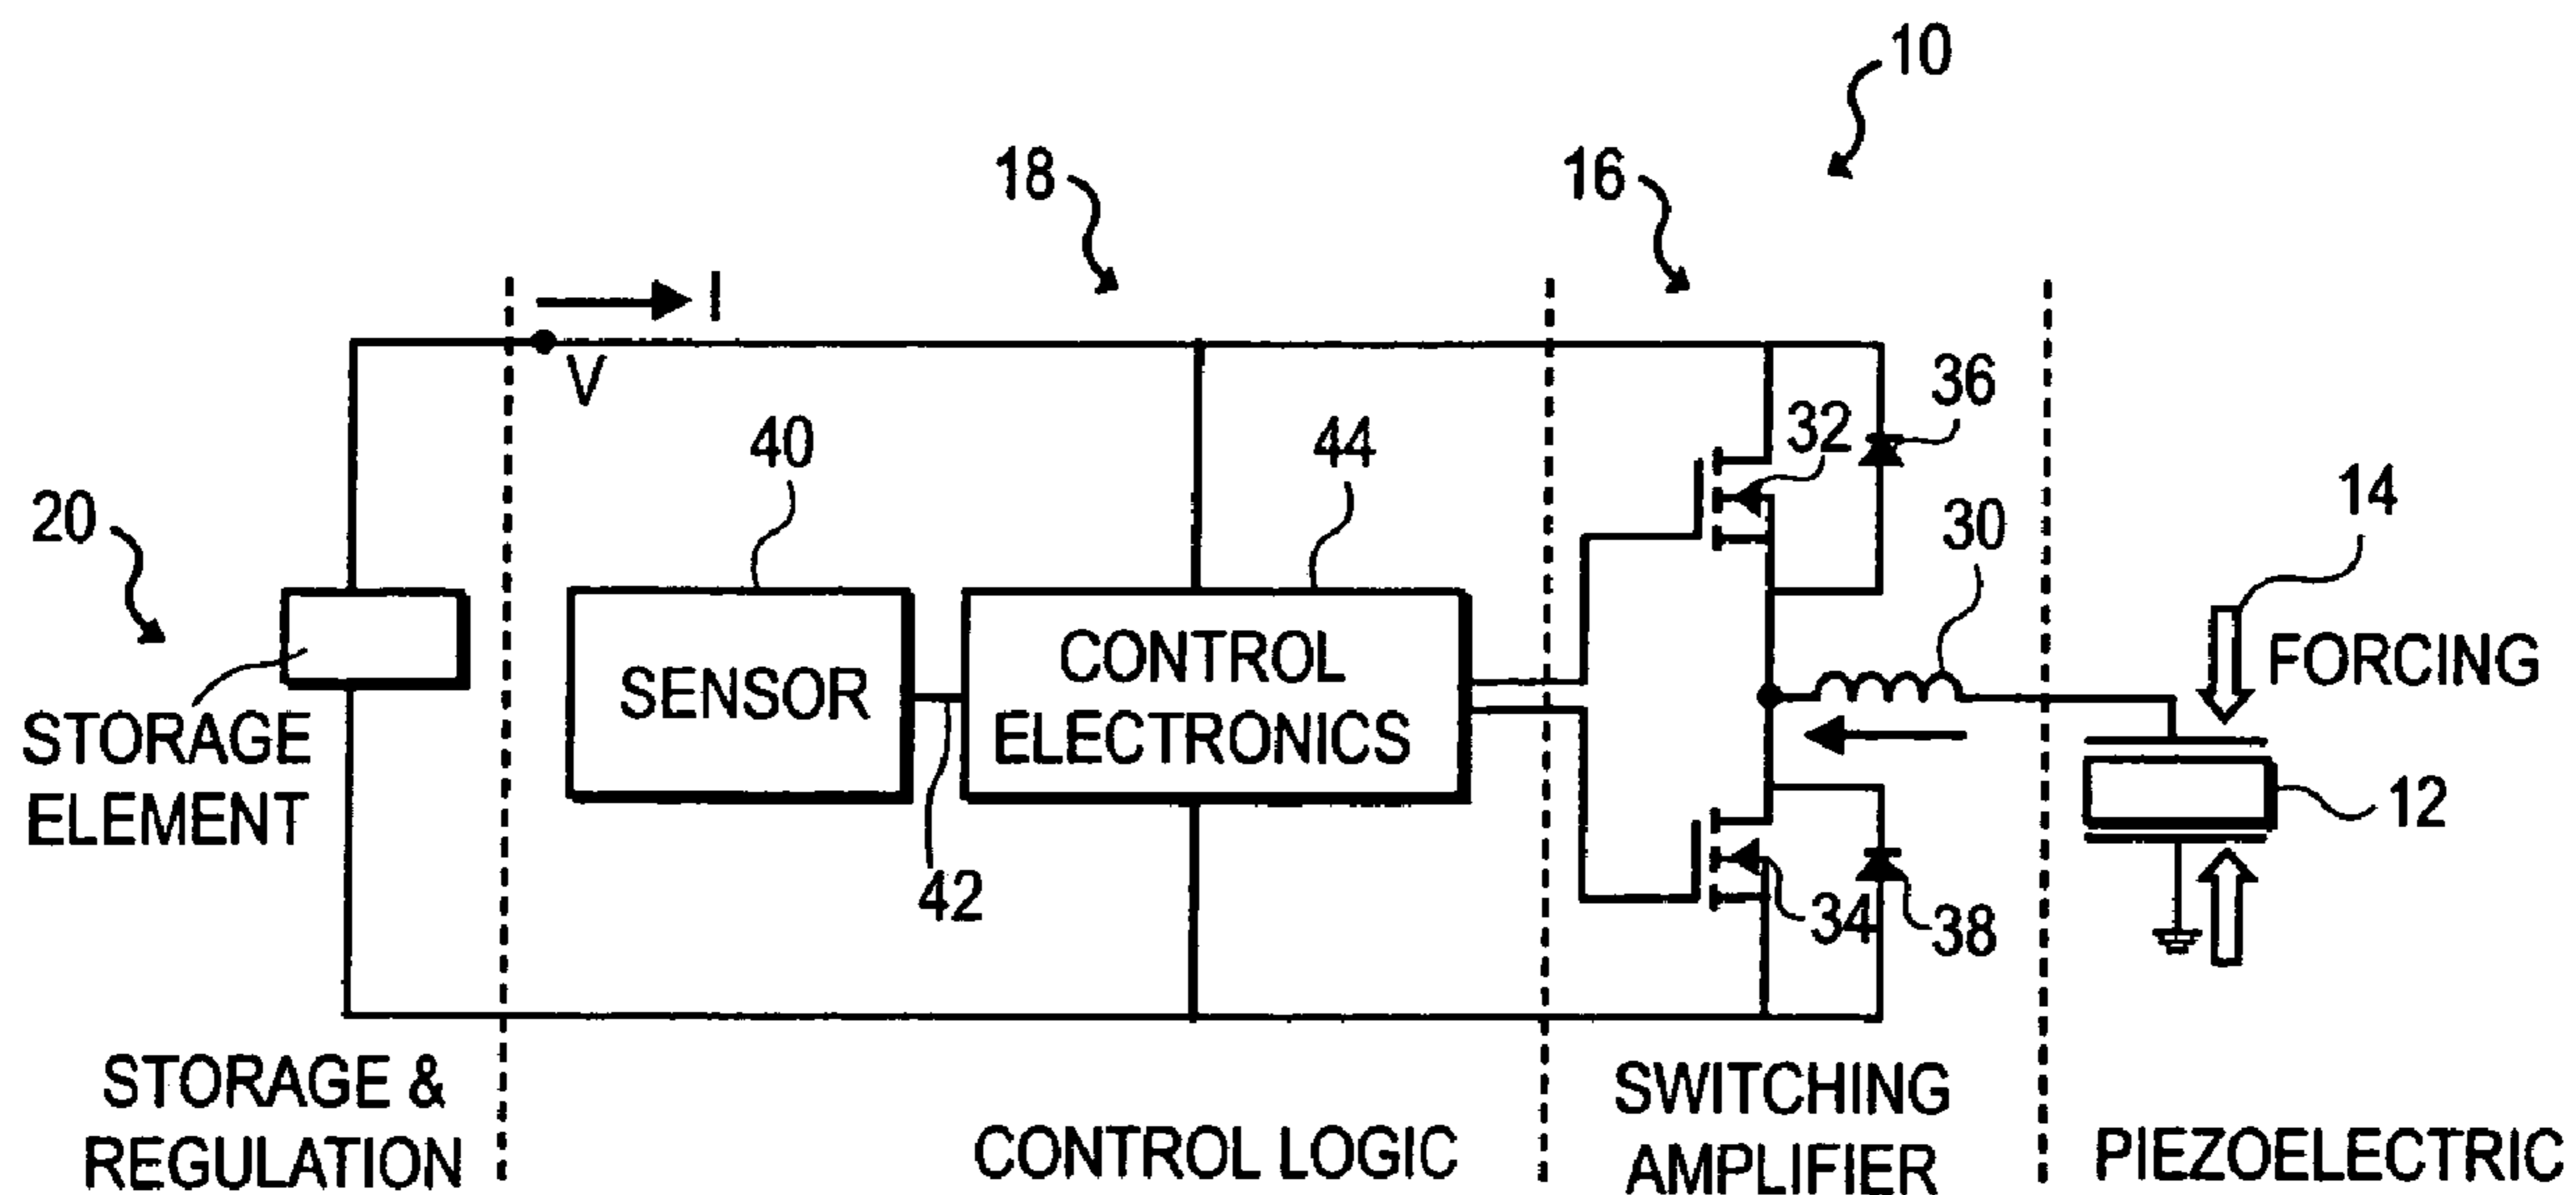 10
18
16
I
V
36
32
40
44
14
20
30
FORCING
SENSOR
CONTROL
ELECTRONICS
STORAGE
ELEMENT
12
42
34
38
STORAGE &
REGULATION
CONTROL LOGIC
SWITCHING
AMPLIFIER
PIEZOELECTRIC